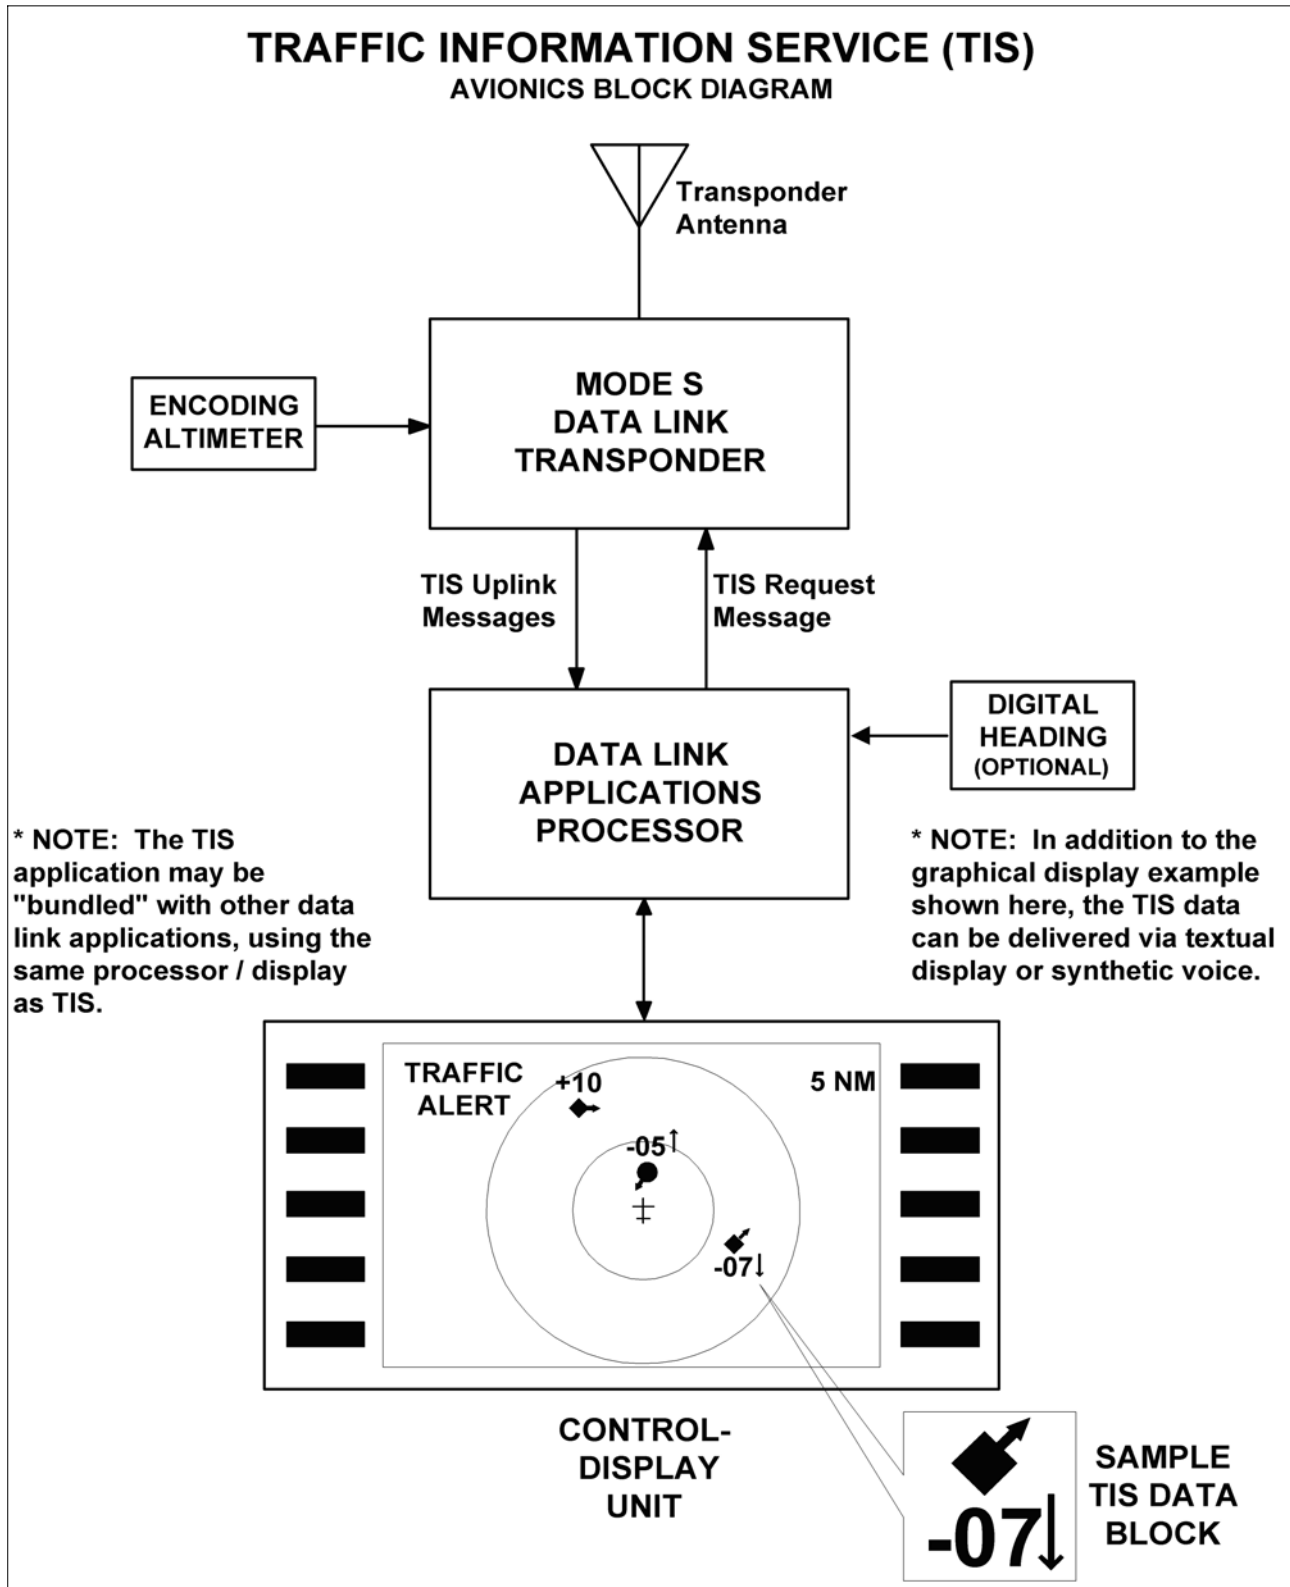 TRAFFIC INFORMATION SERVICE (TIS)
AVIONICS BLOCK DIAGRAM
Transponder
Antenna
MODE S
DATA LINK
TRANSPONDER
ENCODING
ALTIMETER
TIS Uplink
Messages
TIS Request
Message
DATA LINK
APPLICATIONS
PROCESSOR
DIGITAL
HEADING
(OPTIONAL)
* NOTE: The TIS
application may be
"bundled" with other data
link applications, using the
same processor / display
as TIS.
* NOTE: In addition to the
graphical display example
shown here, the TIS data
can be delivered via textual
display or synthetic voice.
TRAFFIC
ALERT
+10
5 NM
-05↑
-07↓
CONTROL-
DISPLAY
UNIT
-07↓
SAMPLE
TIS DATA
BLOCK